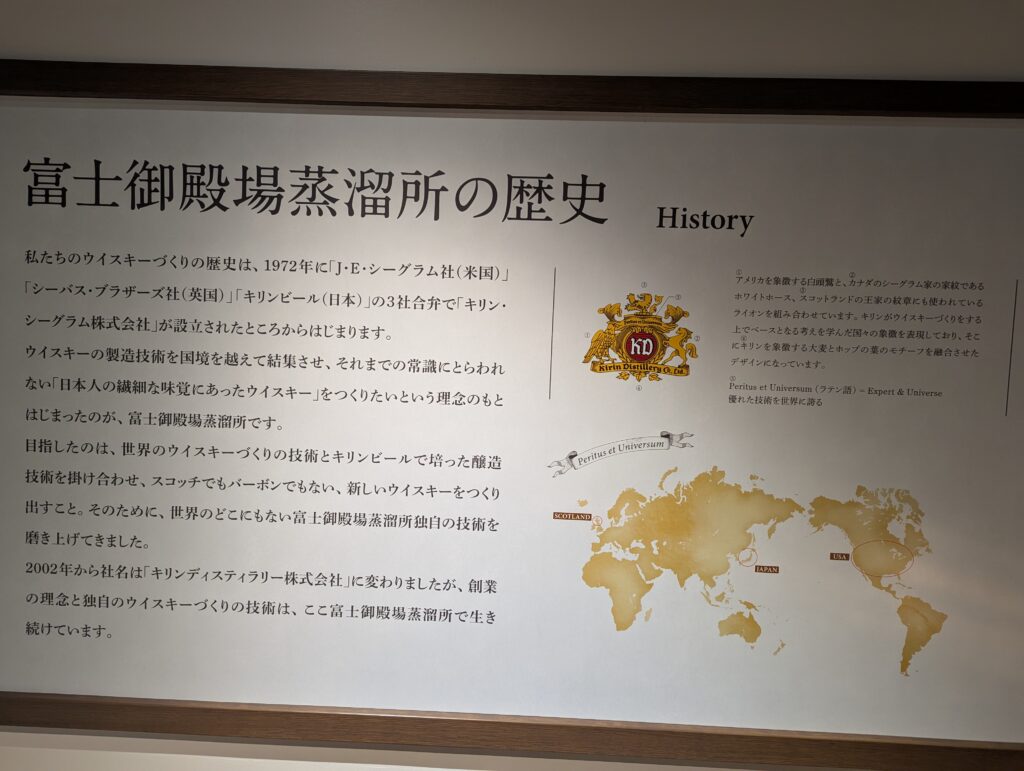 富士御殿場蒸溜所の歴史 History
私たちのウイスキーづくりの歴史は、1972年に「J・E・シーグラム社(米国)」
「シーバス・ブラザーズ社(英国)」「キリンビール(日本)」の3社合弁で「キリン・
シーグラム株式会社」が設立されたところからはじまります。
ウイスキーの製造技術を国境を越えて結集させ、それまでの常識にとらわれ
ない「日本人の繊細な味覚にあったウイスキー」をつくりたいという理念のもと
はじまったのが、富士御殿場蒸溜所です。
目指したのは、世界のウイスキーづくりの技術とキリンビールで培った醸造
技術を掛け合わせ、スコッチでもバーボンでもない、新しいウイスキーをつくり
出すこと。そのために、世界のどこにもない富士御殿場蒸溜所独自の技術を
磨き上げてきました。
2002年から社名は「キリンディスティラリー株式会社」に変わりましたが、創業
の理念と独自のウイスキーづくりの技術は、ここ富士御殿場蒸溜所で生き
続けています。
KD
Kirin Distillery Co. Ltd.
① ②
アメリカを象徴する白頭鷲と、カナダのシーグラム家の家紋である
③
ホワイトホース、スコットランドの王家の紋章にも使われている
ライオンを組み合わせています。キリンがウイスキーづくりをする
上でベースとなる考えを学んだ国々の象徴を表現しており、そこ
④
にキリンを象徴する大麦とホップの葉のモチーフを融合させた
デザインになっています。
⑤
Peritus et Universum (ラテン語) – Expert & Universe
優れた技術を世界に誇る
Peritus et Universum
SCOTLAND
JAPAN
USA